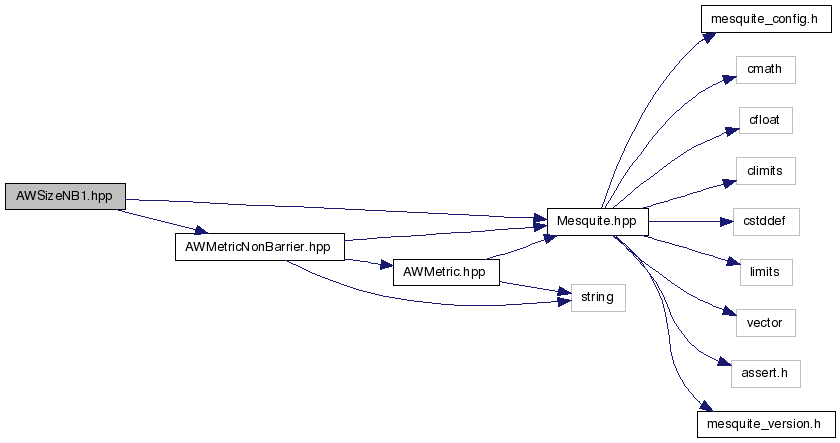 mesquite_config.h
cmath
cfloat
climits
AWSizeNB1.hpp
Mesquite.hpp
cstddef
AWMetricNonBarrier.hpp
AWMetric.hpp
limits
string
vector
assert.h
mesquite_version.h